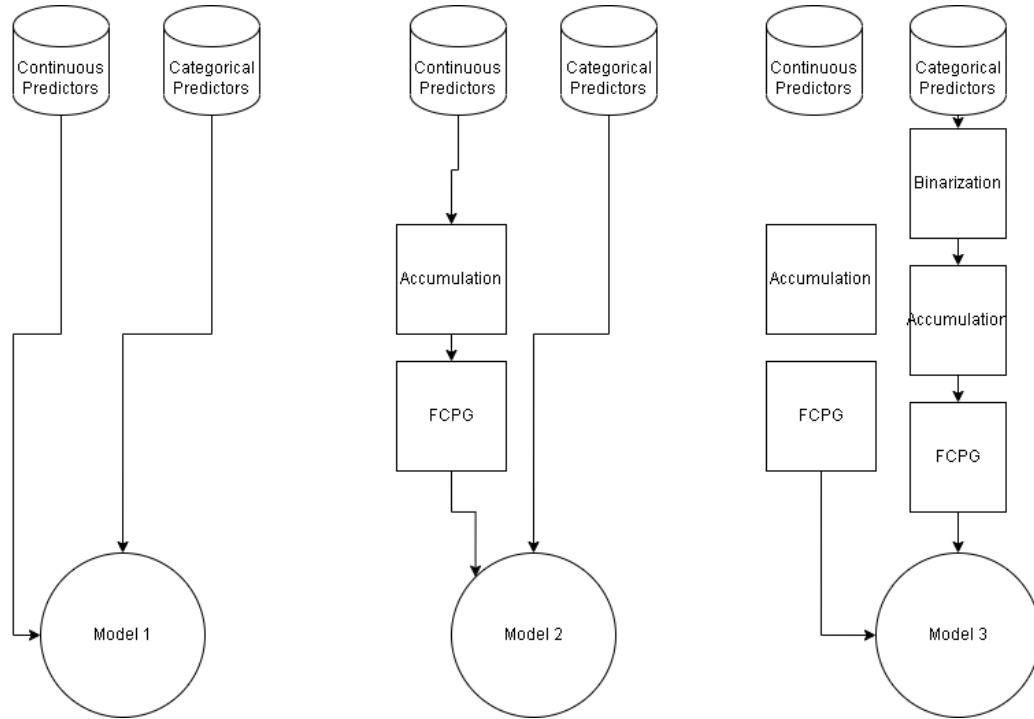 Continuous
Predictors
Categorical
Predictors
Continuous
Predictors
Categorical
Predictors
Continuous
Predictors
Categorical
Predictors
Binarization
Accumulation
Accumulation
Accumulation
FCPG
FCPG
FCPG
Model 1
Model 2
Model 3